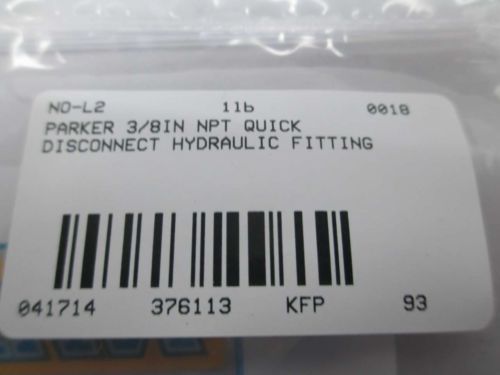 NO-L2 11b 0018
PARKER 3/8IN NPT QUICK
DISCONNECT HYDRAULIC FITTING
041714 376113 KFP 93